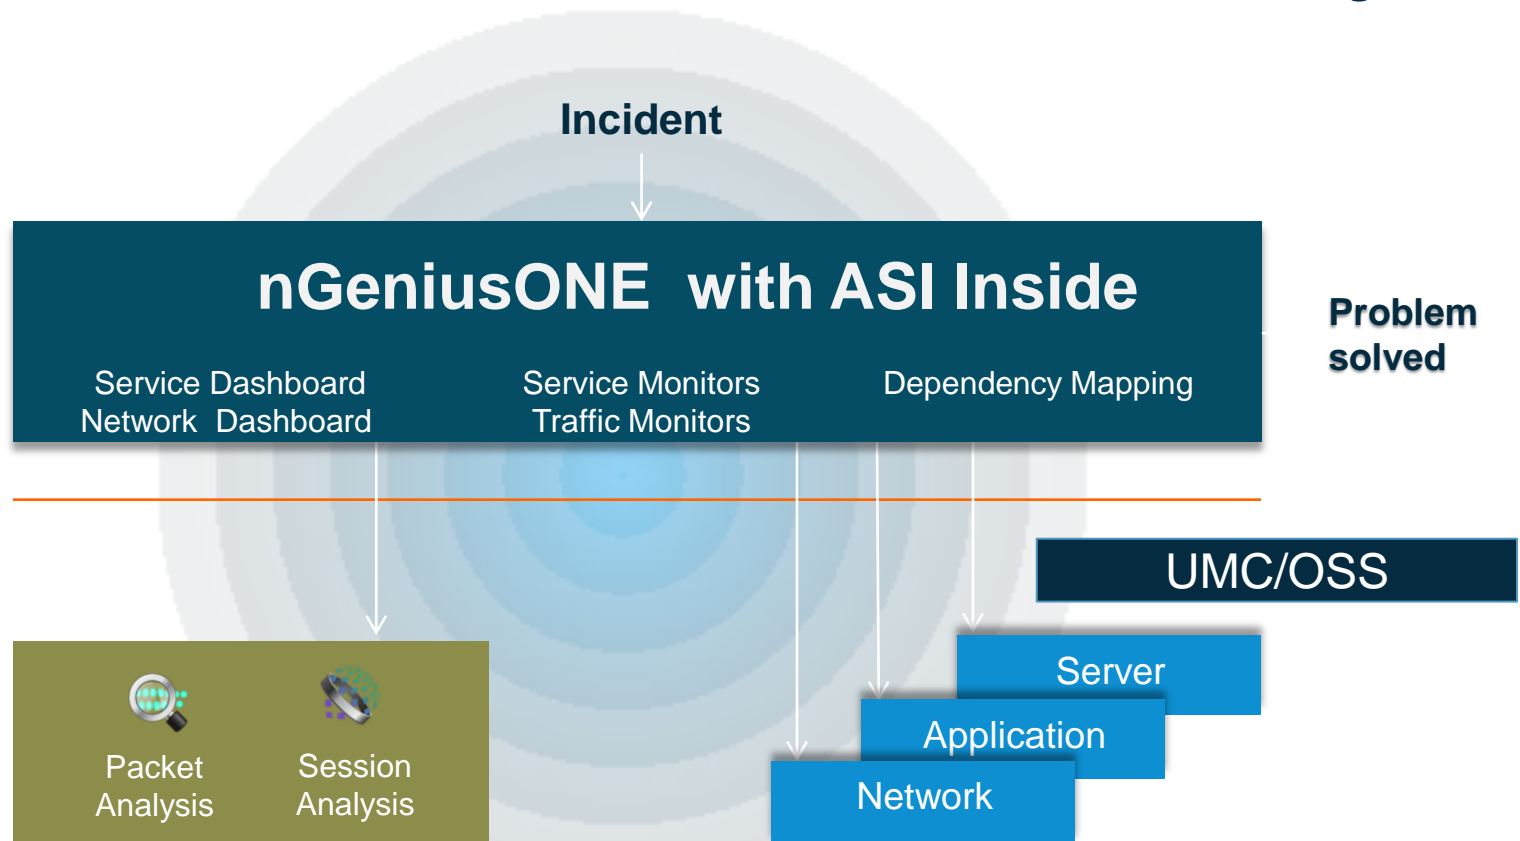 Incident
nGeniusONE with ASI Inside
Problem
solved
Service Dashboard
Network Dashboard
Service Monitors
Traffic Monitors
Dependency Mapping
UMC/OSS
Server
Application
Network
Packet
Analysis
Session
Analysis